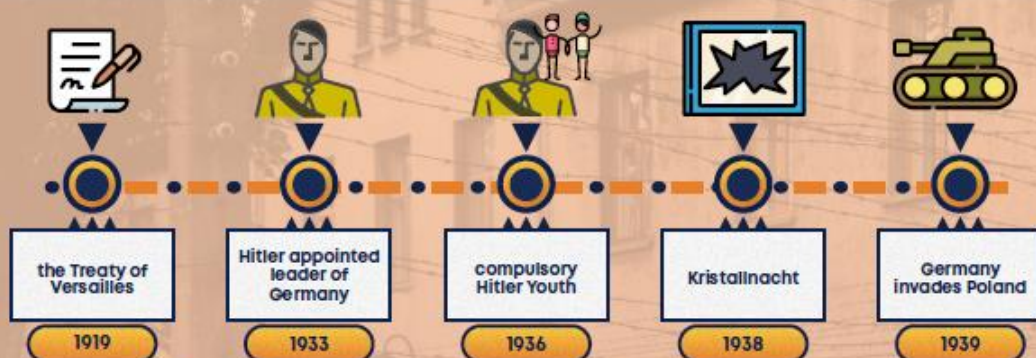 the Treaty of
Versailles
1919
Hitler appointed
leader of
Germany
1933
compulsory
Hitler Youth
1936
Kristallnacht
1938
Germany
invades Poland
1939